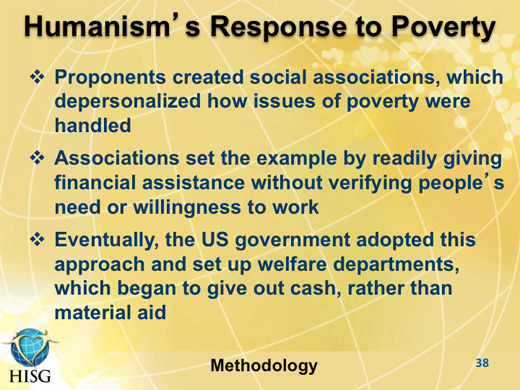 Humanism's Response to Poverty
❖ Proponents created social associations, which
depersonalized how issues of poverty were
handled
❖ Associations set the example by readily giving
financial assistance without verifying people's
need or willingness to work
❖ Eventually, the US government adopted this
approach and set up welfare departments,
which began to give out cash, rather than
material aid
HISG
Methodology
38